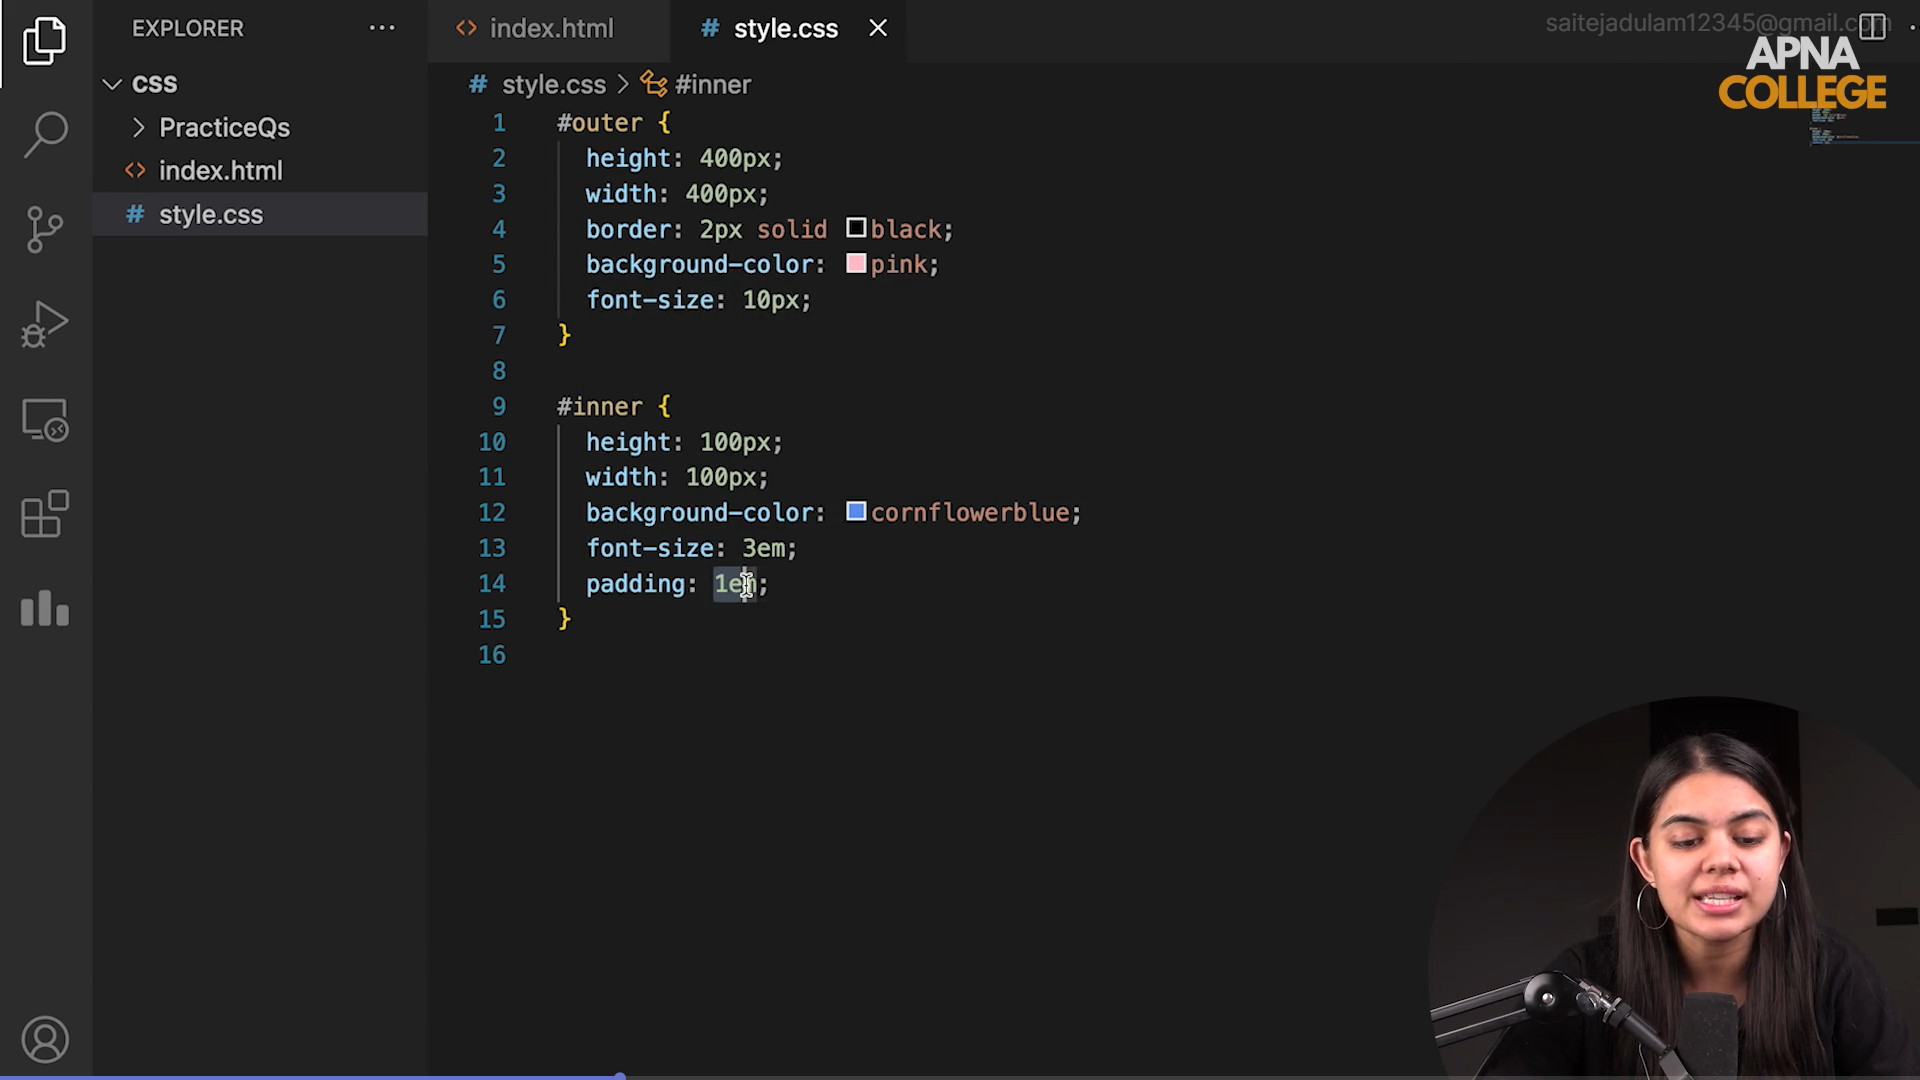 EXPLORER
CSS
PracticeQs
index.html
style.css
index.html
style.css
saitejadulam12345@gmail.com
APNA
COLLEGE
# style.css > #inner
1 #outer {
2 height: 400px;
3 width: 400px;
4 border: 2px solid black;
5 background-color: pink;
6 font-size: 10px;
7 }
8
9 #inner {
10 height: 100px;
11 width: 100px;
12 background-color: cornflowerblue;
13 font-size: 3em;
14 padding: 1em;
15 }
16